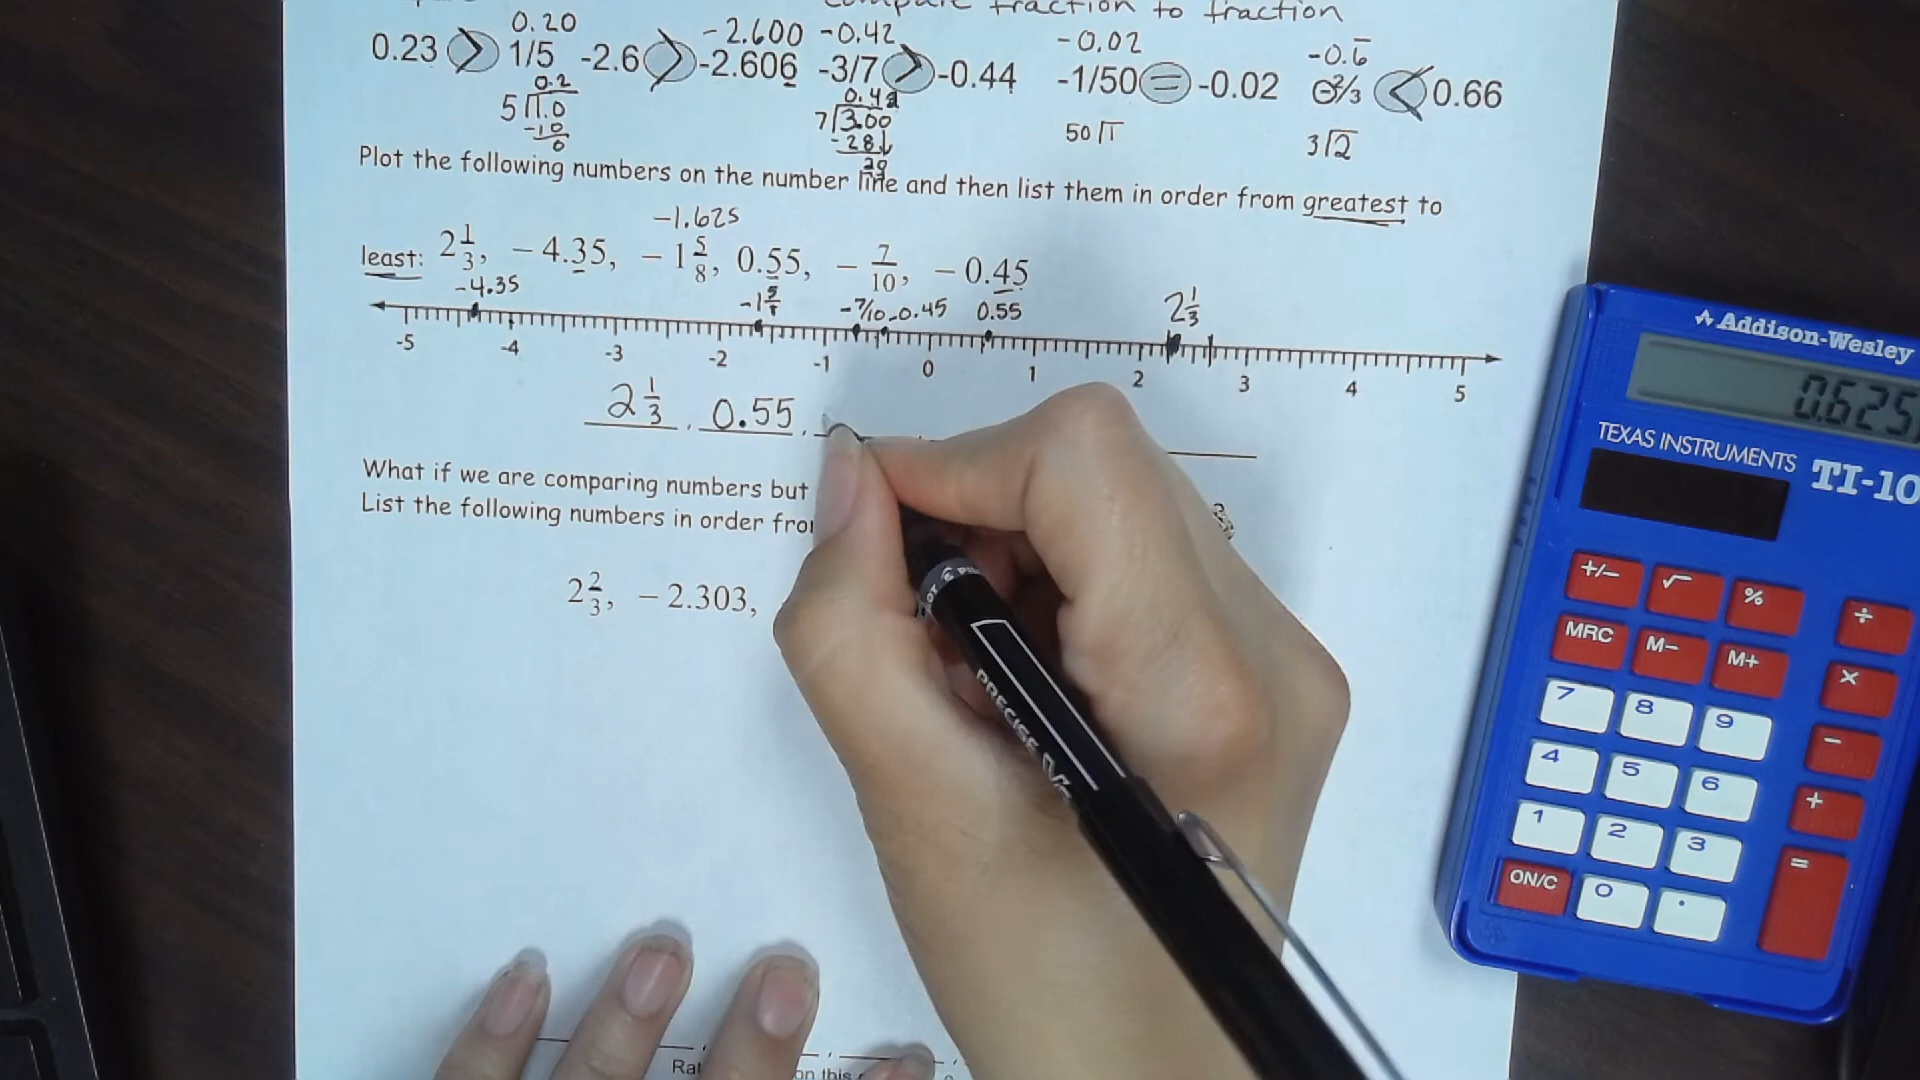 compare fraction to fraction
0.20 -2.600 -0.42 -0.02 -0.6̅
0.23 > 1/5 -2.6 > -2.606 -3/7 > -0.44 -1/50 = -0.02 -2/3 < 0.66
0.2 0.42
5 1.0 7 3.00
-10 -28 50 1 3 2
0 20
Plot the following numbers on the number line and then list them in order from greatest to
-1.625
least: 2 1/3, -4.35, -1 5/8, 0.55, -7/10, -0.45
-4.35 -1 5/8 -7/10 -0.45 0.55 2 1/3
-5 -4 -3 -2 -1 0 1 2 3 4 5
2 1/3, 0.55,
What if we are comparing numbers but
List the following numbers in order
2 2/3, -2.303,
on this
Addison-Wesley
0.625
TEXAS INSTRUMENTS
TI-10
+/- √ % ÷
MRC M- M+ ×
7 8 9 -
4 5 6 +
1 2 3 =
ON/C 0 .
PRECISE V5